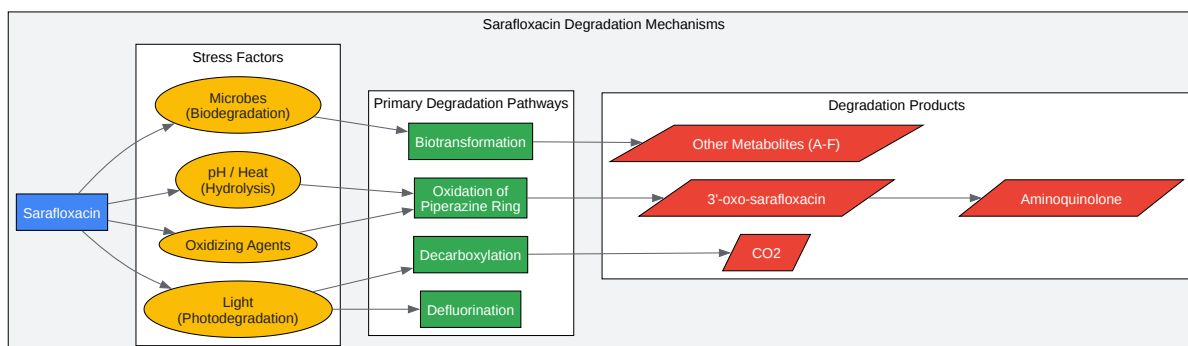 Sarafloxacin Degradation Mechanisms
Stress Factors
Microbes
(Biodegradation)
Primary Degradation Pathways
Degradation Products
Biotransformation
Other Metabolites (A-F)
pH / Heat
(Hydrolysis)
Sarafloxacin
Oxidation of
Piperazine Ring
3'-oxo-sarafloxacin
Aminoquinolone
Oxidizing Agents
Decarboxylation
CO2
Light
(Photodegradation)
Defluorination